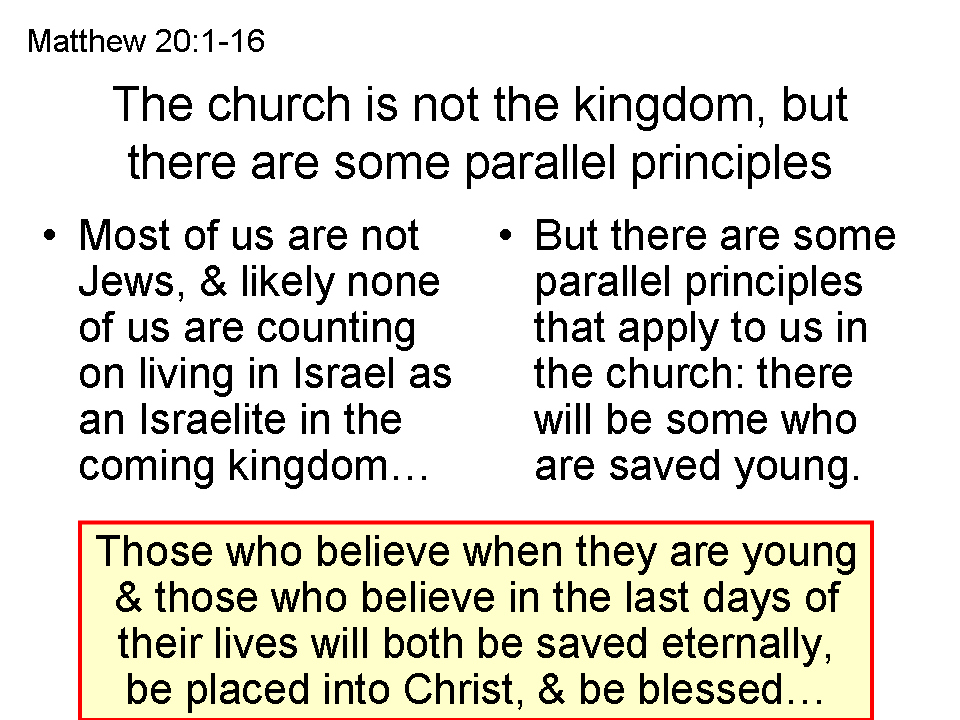 Matthew 20:1-16
The church is not the kingdom, but
there are some parallel principles
• Most of us are not
Jews, & likely none
of us are counting
on living in Israel as
an Israelite in the
coming kingdom…
• But there are some
parallel principles
that apply to us in
the church: there
will be some who
are saved young.
Those who believe when they are young
& those who believe in the last days of
their lives will both be saved eternally,
be placed into Christ, & be blessed…